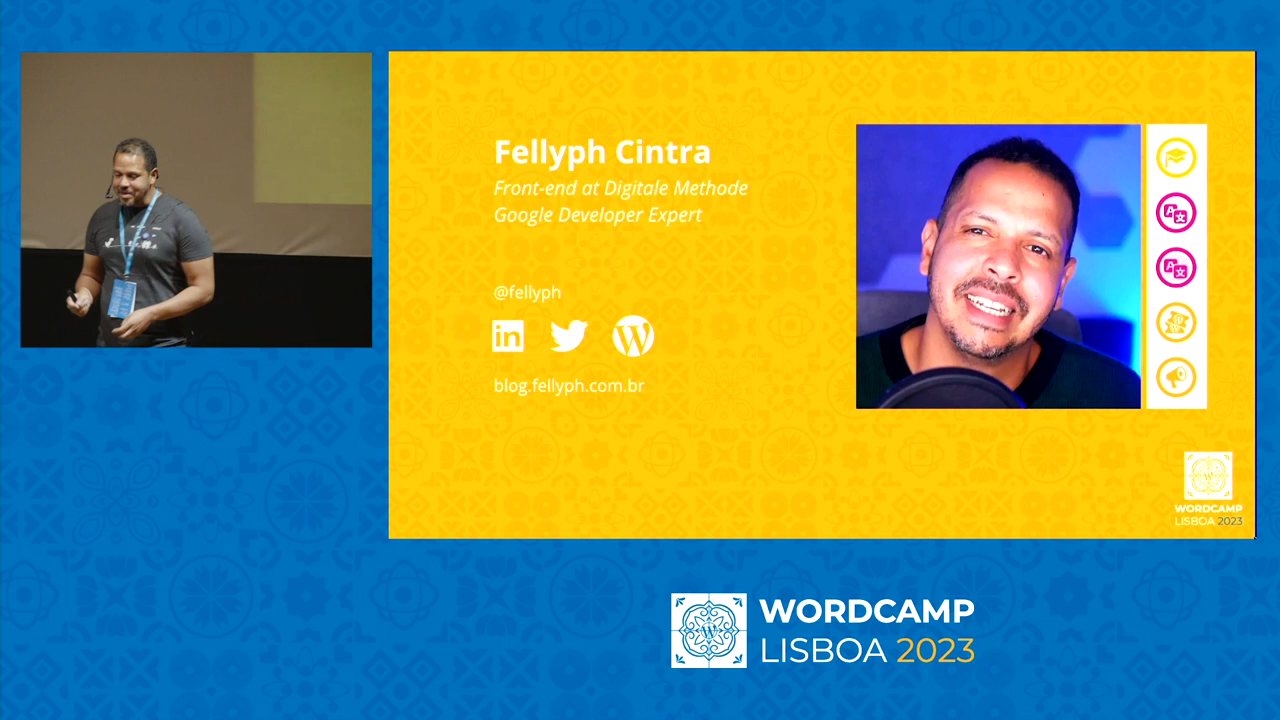 Fellyph Cintra
Front-end at Digitale Methode
Google Developer Expert
@fellyph
in
blog.fellyph.com.br
WORDCAMP
LISBOA 2023
WORDCAMP
LISBOA 2023